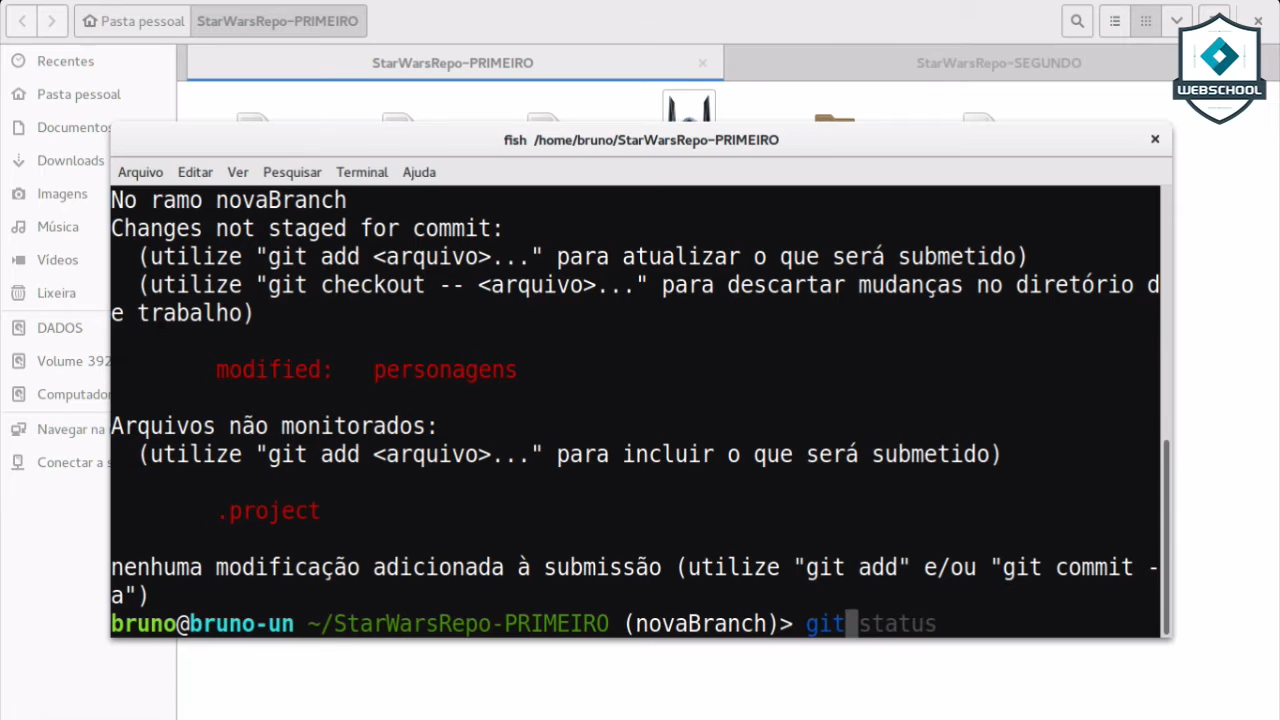 Pasta pessoal StarWarsRepo-PRIMEIRO
StarWarsRepo-PRIMEIRO × StarWarsRepo-SEGUNDO
WEBSCHOOL
Recentes
Pasta pessoal
Documentos
Downloads
Imagens
Música
Vídeos
Lixeira
DADOS
Volume 392
Computador
Navegar na
Conectar a s
fish /home/bruno/StarWarsRepo-PRIMEIRO ×
Arquivo Editar Ver Pesquisar Terminal Ajuda
No ramo novaBranch
Changes not staged for commit:
(utilize "git add <arquivo>..." para atualizar o que será submetido)
(utilize "git checkout -- <arquivo>..." para descartar mudanças no diretório d
e trabalho)
modified: personagens
Arquivos não monitorados:
(utilize "git add <arquivo>..." para incluir o que será submetido)
.project
nenhuma modificação adicionada à submissão (utilize "git add" e/ou "git commit -
a")
bruno@bruno-un ~/StarWarsRepo-PRIMEIRO (novaBranch)> git status